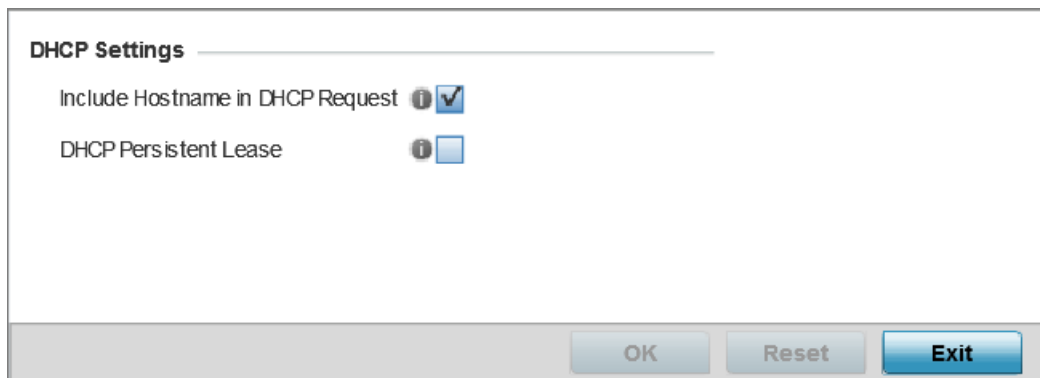 DHCP Settings
Include Hostname in DHCP Request
DHCP Persistent Lease
OK Reset Exit